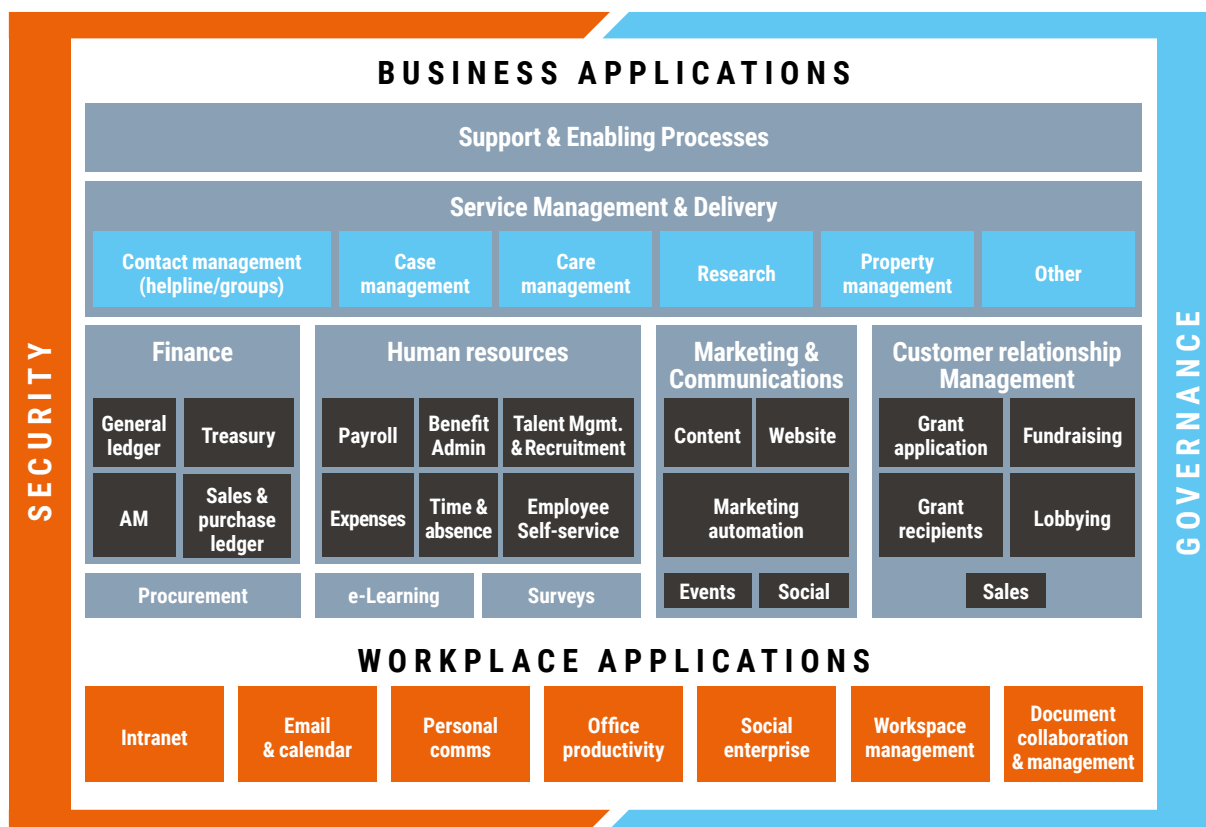 BUSINESS APPLICATIONS
Support & Enabling Processes
Service Management & Delivery
Contact management
(helpline/groups)
Case
management
Care
management
Research
Property
management
Other
SECURITY
GOVERNANCE
Finance
General
ledger
Treasury
AM
Sales &
purchase
ledger
Procurement
Human resources
Payroll
Benefit
Admin
Talent Mgmt.
& Recruitment
Expenses
Time &
absence
Employee
Self-service
e-Learning
Surveys
Marketing &
Communications
Content
Website
Marketing
automation
Events
Social
Customer relationship
Management
Grant
application
Fundraising
Grant
recipients
Lobbying
Sales
WORKPLACE APPLICATIONS
Intranet
Email
& calendar
Personal
comms
Office
productivity
Social
enterprise
Workspace
management
Document
collaboration
& management